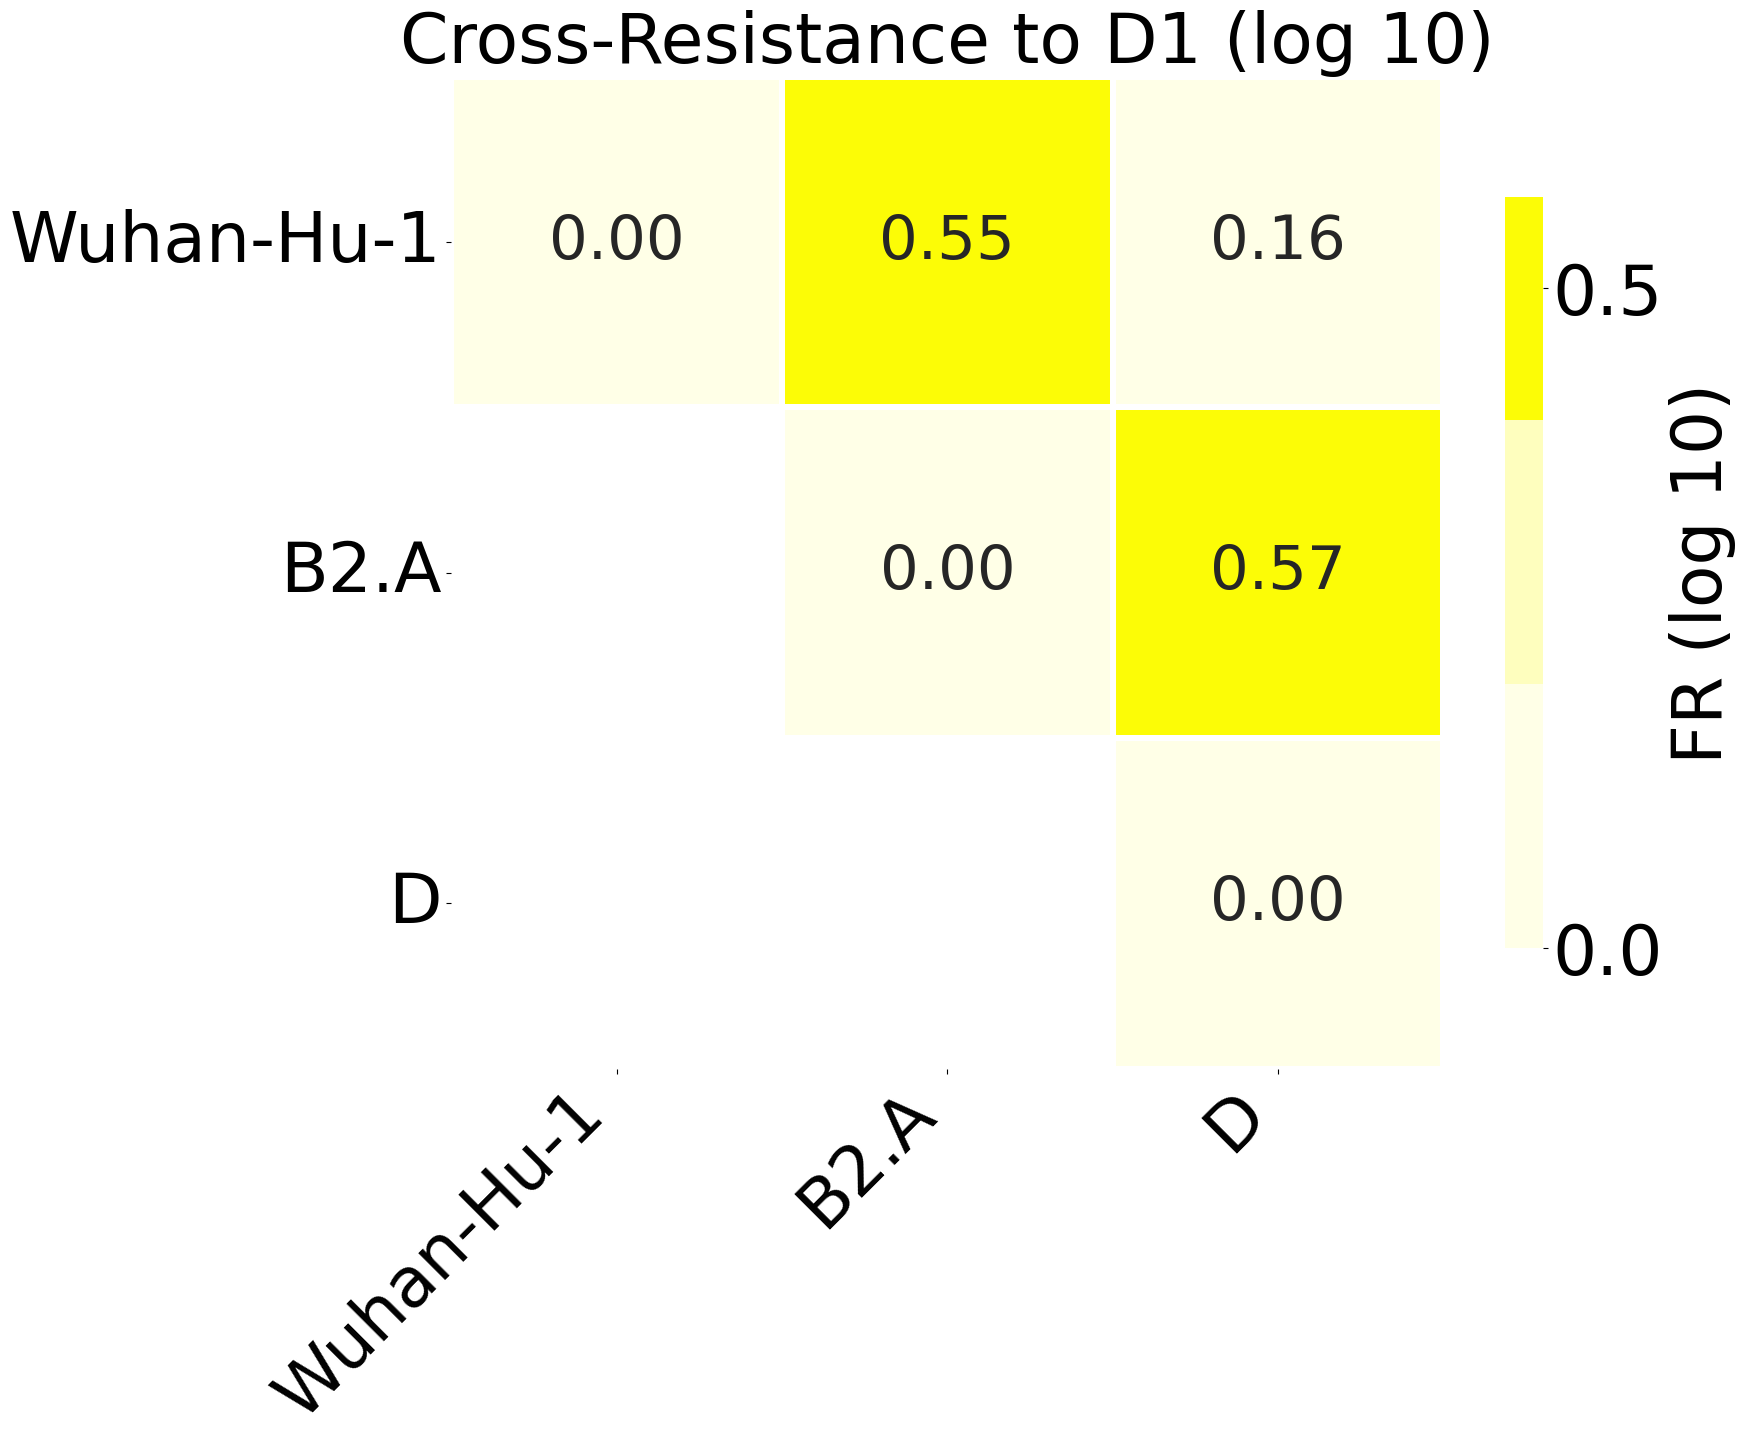 Cross-Resistance to D1 (log 10)
Wuhan-Hu-1 0.00 0.55 0.16
B2.A 0.00 0.57
D 0.00
Wuhan-Hu-1 B2.A D
0.5
0.0
FR (log 10)